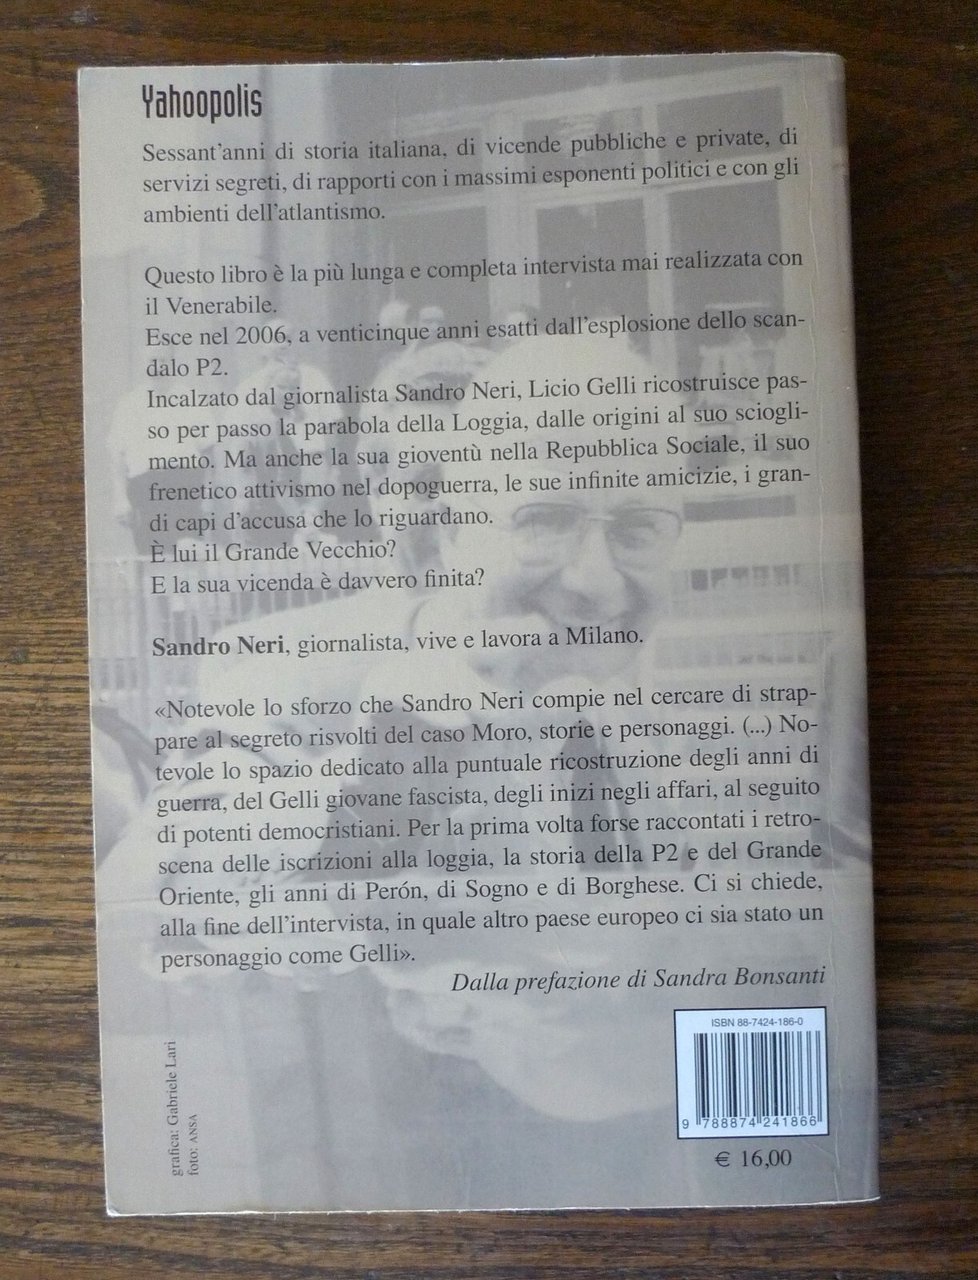 Yahoopolis
Sessant'anni di storia italiana, di vicende pubbliche e private, di
servizi segreti, di rapporti con i massimi esponenti politici e con gli
ambienti dell'atlantismo.
Questo libro è la più lunga e completa intervista mai realizzata con
il Venerabile.
Esce nel 2006, a venticinque anni esatti dall'esplosione dello scan-
dalo P2.
Incalzato dal giornalista Sandro Neri, Licio Gelli ricostruisce pas-
so per passo la parabola della Loggia, dalle origini al suo sciogli-
mento. Ma anche la sua gioventù nella Repubblica Sociale, il suo
frenetico attivismo nel dopoguerra, le sue infinite amicizie, i gran-
di capi d'accusa che lo riguardano.
È lui il Grande Vecchio?
E la sua vicenda è davvero finita?
Sandro Neri, giornalista, vive e lavora a Milano.
«Notevole lo sforzo che Sandro Neri compie nel cercare di strap-
pare al segreto risvolti del caso Moro, storie e personaggi. (...) No-
tevole lo spazio dedicato alla puntuale ricostruzione degli anni di
guerra, del Gelli giovane fascista, degli inizi negli affari, al seguito
di potenti democristiani. Per la prima volta forse raccontati i retro-
scena delle iscrizioni alla loggia, la storia della P2 e del Grande
Oriente, gli anni di Perón, di Sogno e di Borghese. Ci si chiede,
alla fine dell'intervista, in quale altro paese europeo ci sia stato un
personaggio come Gelli».
Dalla prefazione di Sandra Bonsanti
grafica: Gabriele Lari
foto: ANSA
ISBN 88-7424-186-0
9 788874 241866
€ 16,00